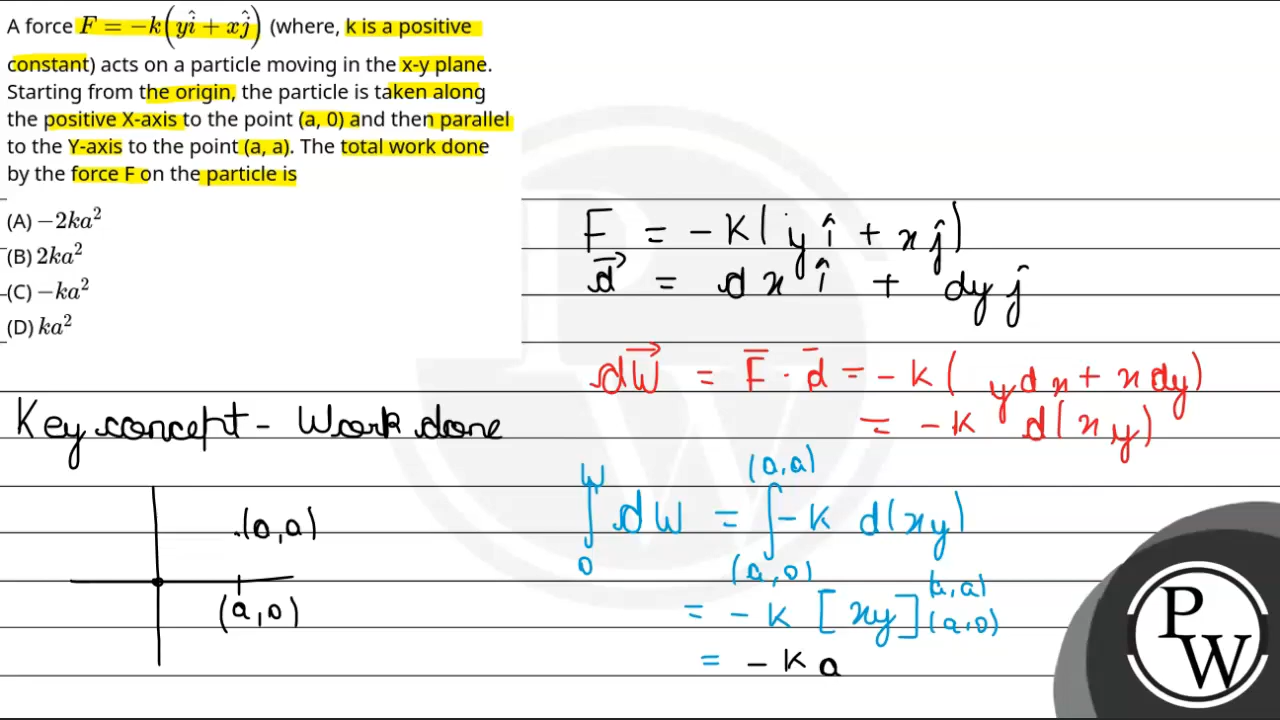 A force F = −k(yî + xĵ) (where, k is a positive
constant) acts on a particle moving in the x-y plane.
Starting from the origin, the particle is taken along
the positive X-axis to the point (a, 0) and then parallel
to the Y-axis to the point (a, a). The total work done
by the force F on the particle is
(A) −2ka²
(B) 2ka²
(C) −ka²
(D) ka²
F = − K( y î + x ĵ)
d⃗ = dx î + dy ĵ
dW⃗ = F̅ · d̅ = − K ( y dx + x dy)
= − K d(xy)
Key concept - Work done
∫₀^W dW = ∫_(a,0)^(a,a) − K d(xy)
.(a,a)
(a,0)
= − K [xy]_(a,0)^(a,a)
= − K a
P
W